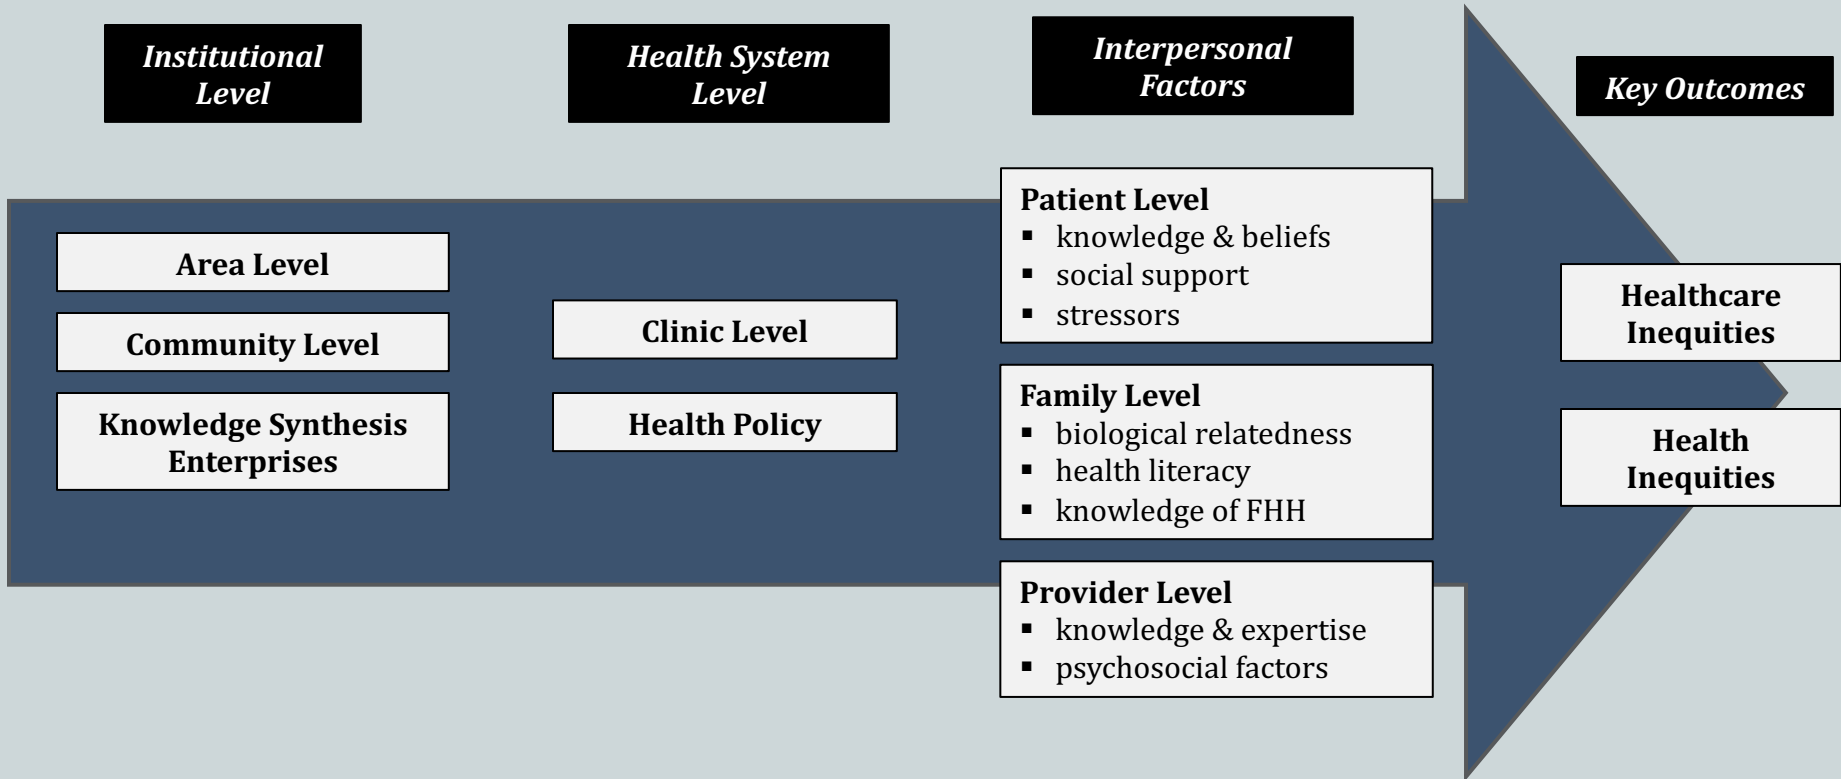 Institutional
Level
Health System
Level
Interpersonal
Factors
Key Outcomes
Area Level
Community Level
Knowledge Synthesis
Enterprises
Clinic Level
Health Policy
Patient Level
▪ knowledge & beliefs
▪ social support
▪ stressors
Family Level
▪ biological relatedness
▪ health literacy
▪ knowledge of FHH
Provider Level
▪ knowledge & expertise
▪ psychosocial factors
Healthcare
Inequities
Health
Inequities